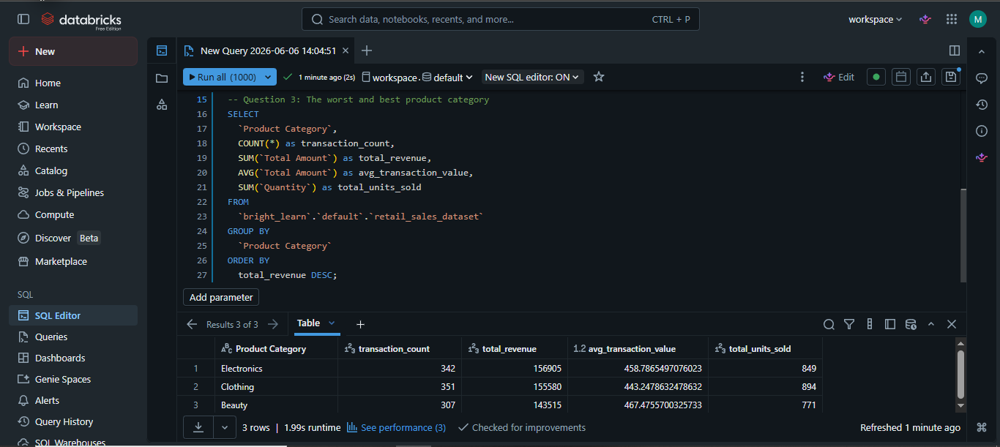 databricks
Free Edition
Search data, notebooks, recents, and more... CTRL + P
workspace
M
New
Home
Learn
Workspace
Recents
Catalog
Jobs & Pipelines
Compute
Discover Beta
Marketplace
SQL
SQL Editor
Queries
Dashboards
Genie Spaces
Alerts
Query History
SQL Warehouses
New Query 2026-06-06 14:04:51
Run all (1000) 1 minute ago (2s) workspace. default New SQL editor: ON Edit
15 -- Question 3: The worst and best product category
16 SELECT
17 `Product Category`,
18 COUNT(*) as transaction_count,
19 SUM(`Total Amount`) as total_revenue,
20 AVG(`Total Amount`) as avg_transaction_value,
21 SUM(`Quantity`) as total_units_sold
22 FROM
23 `bright_learn`.`default`.`retail_sales_dataset`
24 GROUP BY
25 `Product Category`
26 ORDER BY
27 total_revenue DESC;
Add parameter
Results 3 of 3 Table
Product Category transaction_count total_revenue 1.2 avg_transaction_value total_units_sold
1 Electronics 342 156905 458.7865497076023 849
2 Clothing 351 155580 443.2478632478632 894
3 Beauty 307 143515 467.4755700325733 771
3 rows | 1.99s runtime See performance (3) Checked for improvements Refreshed 1 minute ago